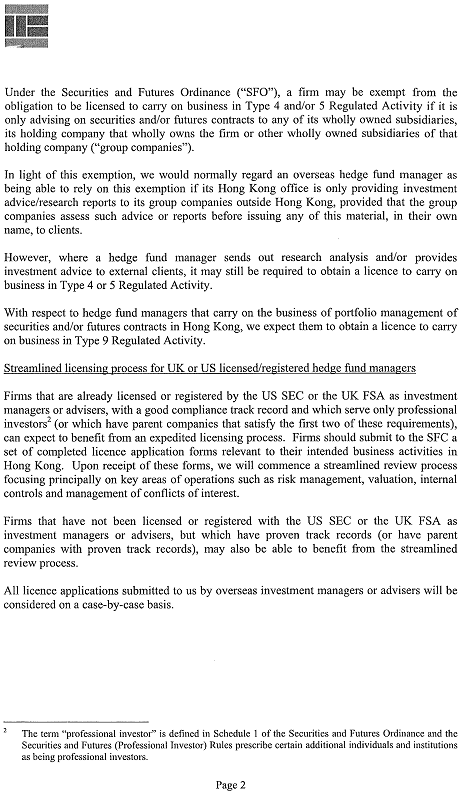 Under the Securities and Futures Ordinance (“SFO”), a firm may be exempt from the
obligation to be licensed to carry on business in Type 4 and/or 5 Regulated Activity if it is
only advising on securities and/or futures contracts to any of its wholly owned subsidiaries,
its holding company that wholly owns the firm or other wholly owned subsidiaries of that
holding company (“group companies”).
In light of this exemption, we would normally regard an overseas hedge fund manager as
being able to rely on this exemption if its Hong Kong office is only providing investment
advice/research reports to its group companies outside Hong Kong, provided that the group
companies assess such advice or reports before issuing any of this material, in their own
name, to clients.
However, where a hedge fund manager sends out research analysis and/or provides
investment advice to external clients, it may still be required to obtain a licence to carry on
business in Type 4 or 5 Regulated Activity.
With respect to hedge fund managers that carry on the business of portfolio management of
securities and/or futures contracts in Hong Kong, we expect them to obtain a licence to carry
on business in Type 9 Regulated Activity.
Streamlined licensing process for UK or US licensed/registered hedge fund managers
Firms that are already licensed or registered by the US SEC or the UK FSA as investment
managers or advisers, with a good compliance track record and which serve only professional
investors2 (or which have parent companies that satisfy the first two of these requirements),
can expect to benefit from an expedited licensing process. Firms should submit to the SFC a
set of completed licence application forms relevant to their intended business activities in
Hong Kong. Upon receipt of these forms, we will commence a streamlined review process
focusing principally on key areas of operations such as risk management, valuation, internal
controls and management of conflicts of interest.
Firms that have not been licensed or registered with the US SEC or the UK FSA as
investment managers or advisers, but which have proven track records (or have parent
companies with proven track records), may also be able to benefit from the streamlined
review process.
All licence applications submitted to us by overseas investment managers or advisers will be
considered on a case-by-case basis.
2 The term “professional investor” is defined in Schedule 1 of the Securities and Futures Ordinance and the
Securities and Futures (Professional Investor) Rules prescribe certain additional individuals and institutions
as being professional investors.
Page 2